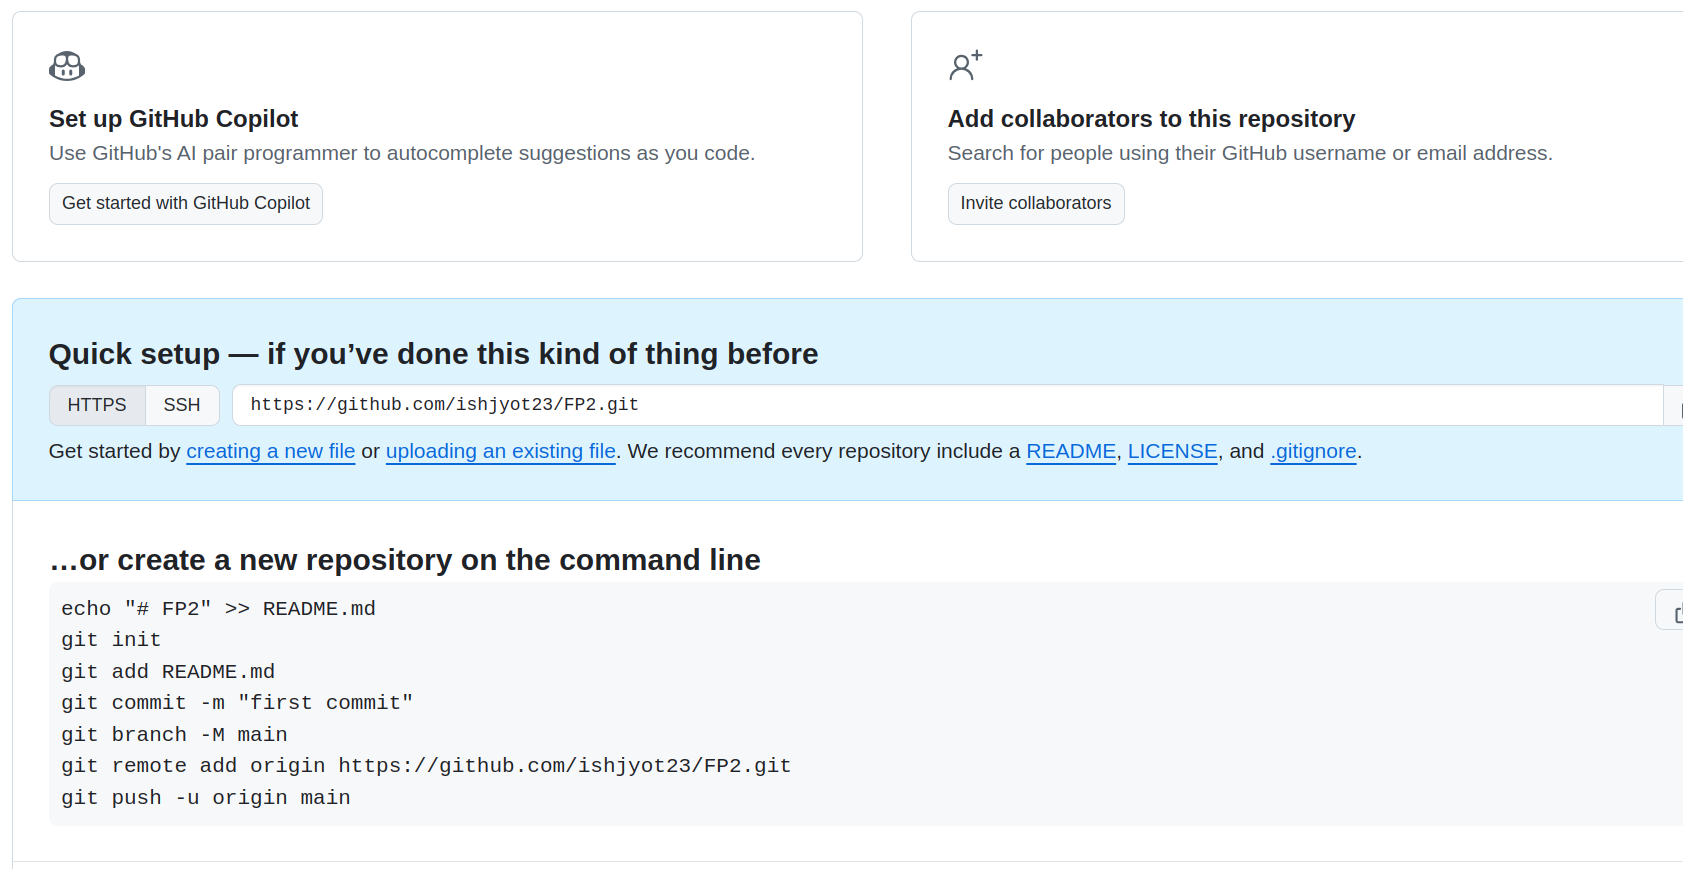 Set up GitHub Copilot
Use GitHub's AI pair programmer to autocomplete suggestions as you code.
Get started with GitHub Copilot
Add collaborators to this repository
Search for people using their GitHub username or email address.
Invite collaborators
Quick setup — if you’ve done this kind of thing before
HTTPS SSH https://github.com/ishjyot23/FP2.git
Get started by creating a new file or uploading an existing file. We recommend every repository include a README, LICENSE, and .gitignore.
…or create a new repository on the command line
echo "# FP2" >> README.md
git init
git add README.md
git commit -m "first commit"
git branch -M main
git remote add origin https://github.com/ishjyot23/FP2.git
git push -u origin main